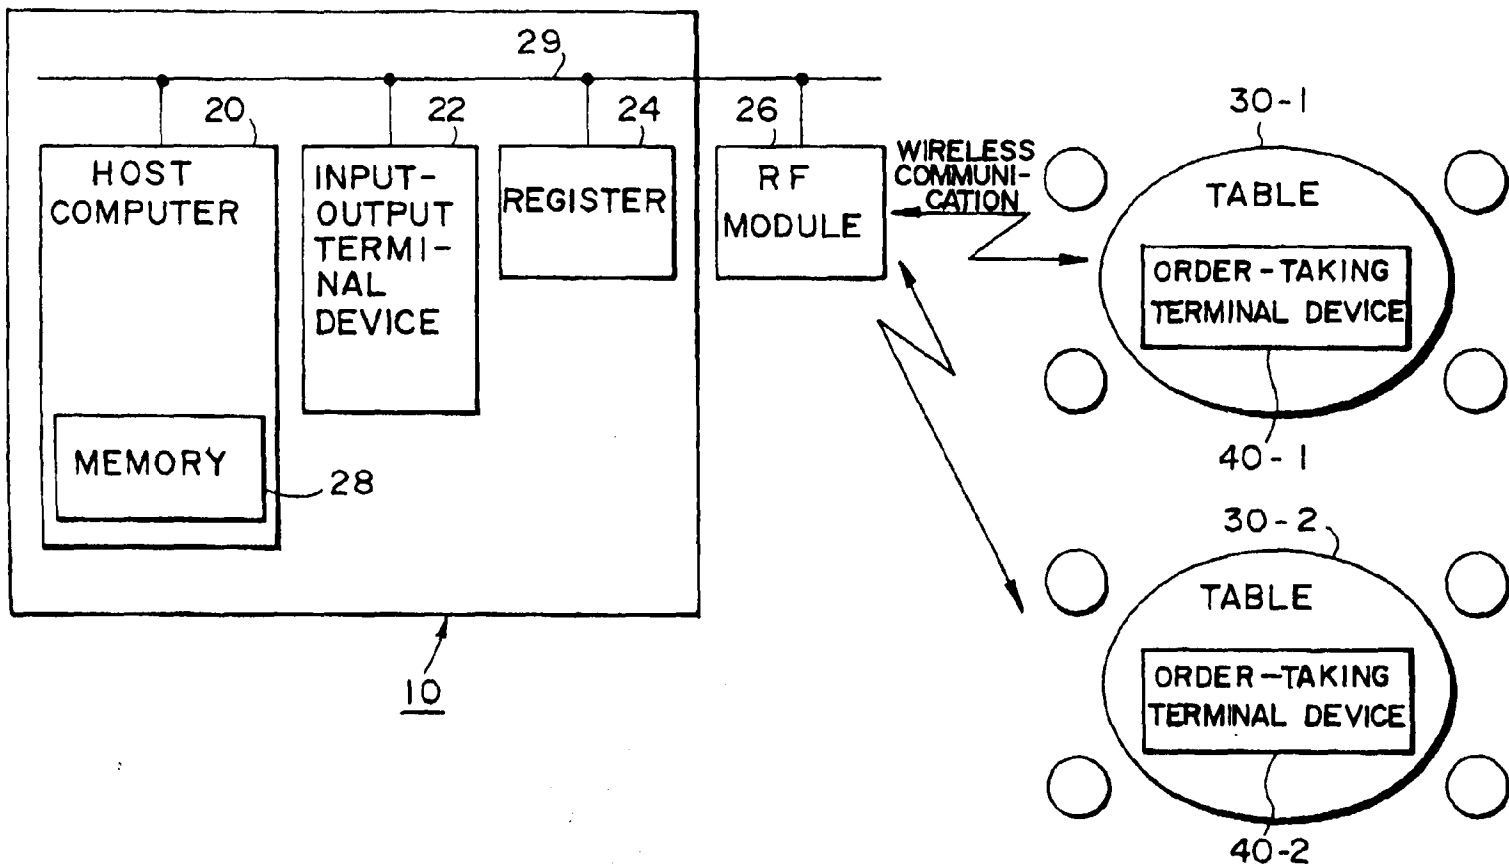 29
20
22
24
26
30-1
HOST
COMPUTER
INPUT-
OUTPUT
TERMI-
NAL
DEVICE
REGISTER
RF
MODULE
WIRELESS
COMMUNI-
CATION
TABLE
ORDER-TAKING
TERMINAL DEVICE
40-1
MEMORY
28
30-2
TABLE
ORDER-TAKING
TERMINAL DEVICE
40-2
10